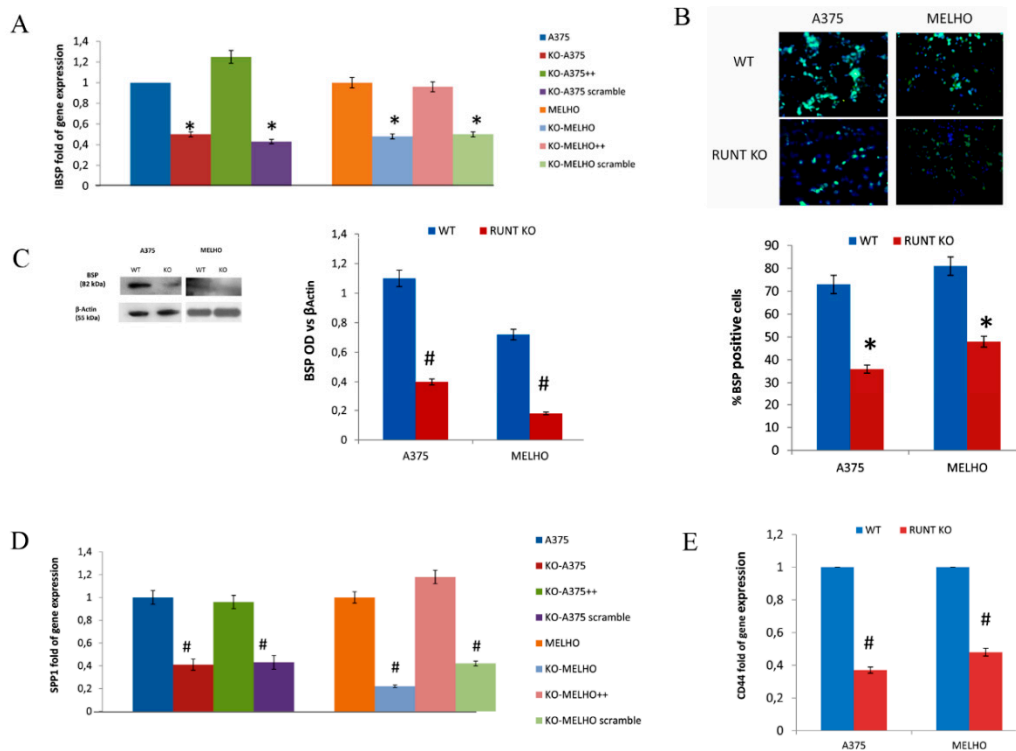 A
IBSP fold of gene expression
1,4
1,2
1
0,8
0,6
0,4
0,2
0
*
*
*
*
A375
KO-A375
KO-A375++
KO-A375 scramble
MELHO
KO-MELHO
KO-MELHO++
KO-MELHO scramble
B
A375 MELHO
WT
RUNT KO
WT RUNT KO
% BSP positive cells
90
80
70
60
50
40
30
20
10
0
*
*
A375 MELHO
C
A375 MELHO
WT KO WT KO
BSP
(82 kDa)
β-Actin
(55 kDa)
WT RUNT KO
BSP OD vs βActin
1,4
1,2
1
0,8
0,6
0,4
0,2
0
#
#
A375 MELHO
D
SPP1 fold of gene expression
1,4
1,2
1
0,8
0,6
0,4
0,2
0
#
#
#
#
A375
KO-A375
KO-A375++
KO-A375 scramble
MELHO
KO-MELHO
KO-MELHO++
KO-MELHO scramble
E
WT RUNT KO
CD44 fold of gene expression
1,2
1
0,8
0,6
0,4
0,2
0
#
#
A375 MELHO